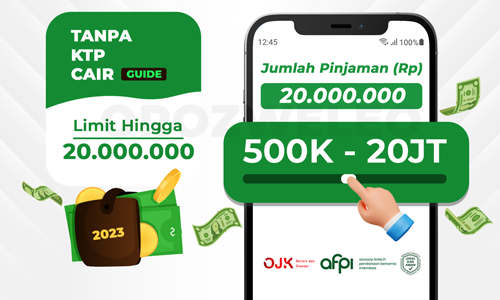 TANPA
KTP
CAIR GUIDE
Limit Hingga
20.000.000
2023
12:45
100%
Jumlah Pinjaman (Rp)
20.000.000
500K - 20JT
OJK
afpi